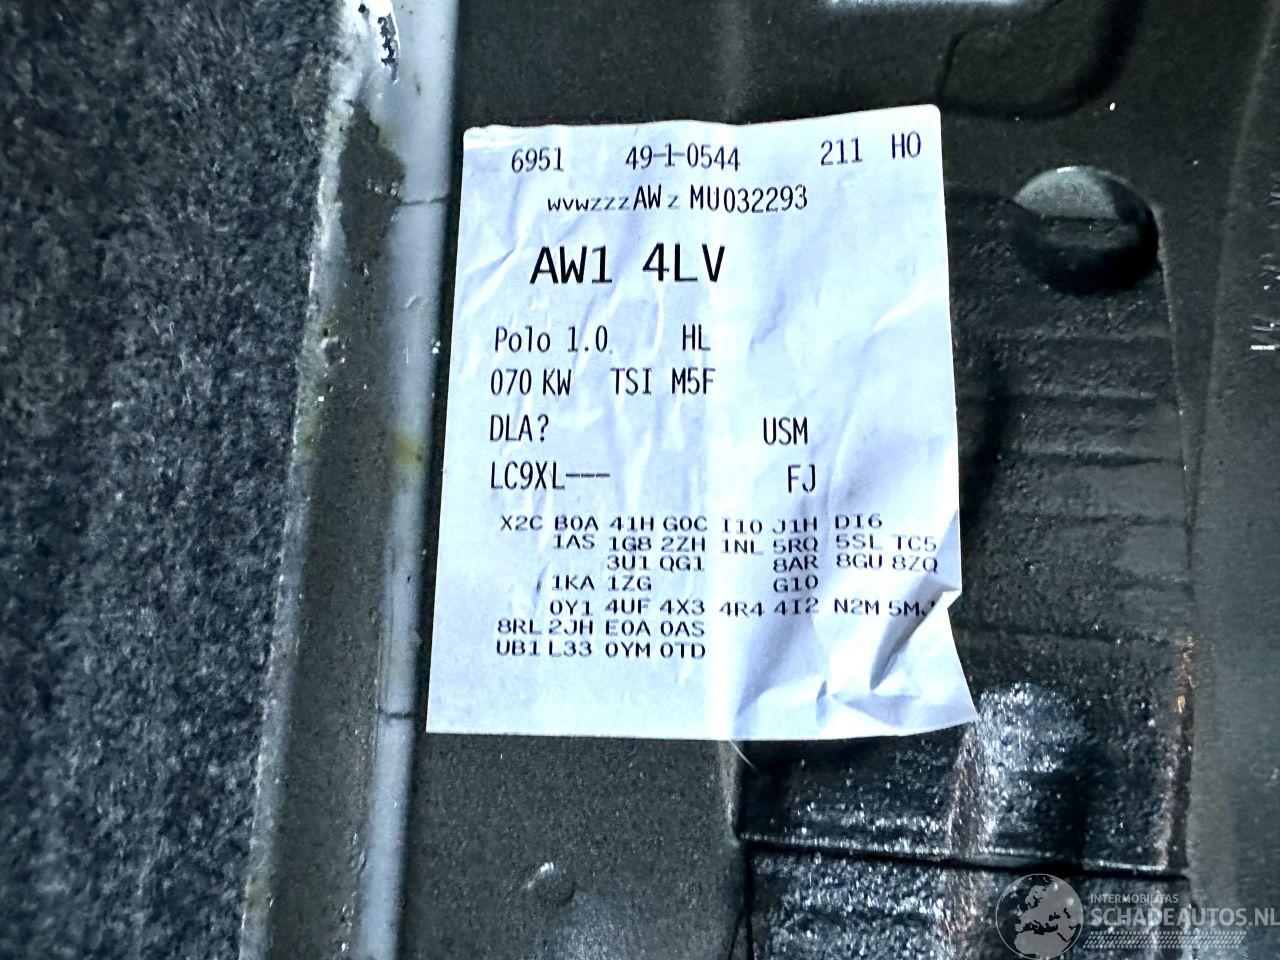 6951 49-1-0544 211 HO
WVWZZZAWZMU032293
AW1 4LV
Polo 1.0 HL
070 KW TSI M5F
DLA? USM
LC9XL--- FJ
X2C B0A 41H G0C I10 J1H DI6
1AS 1G8 2ZH 1NL 5RQ 5SL TC5
3U1 QG1 8AR 8GU 8ZQ
1KA 1ZG G10
0Y1 4UF 4X3 4R4 4I2 N2M 5MJ
8RL 2JH E0A 0AS
UB1 L33 0YM 0TD
INTERMOBILITAS
SCHADEAUTOS.NL